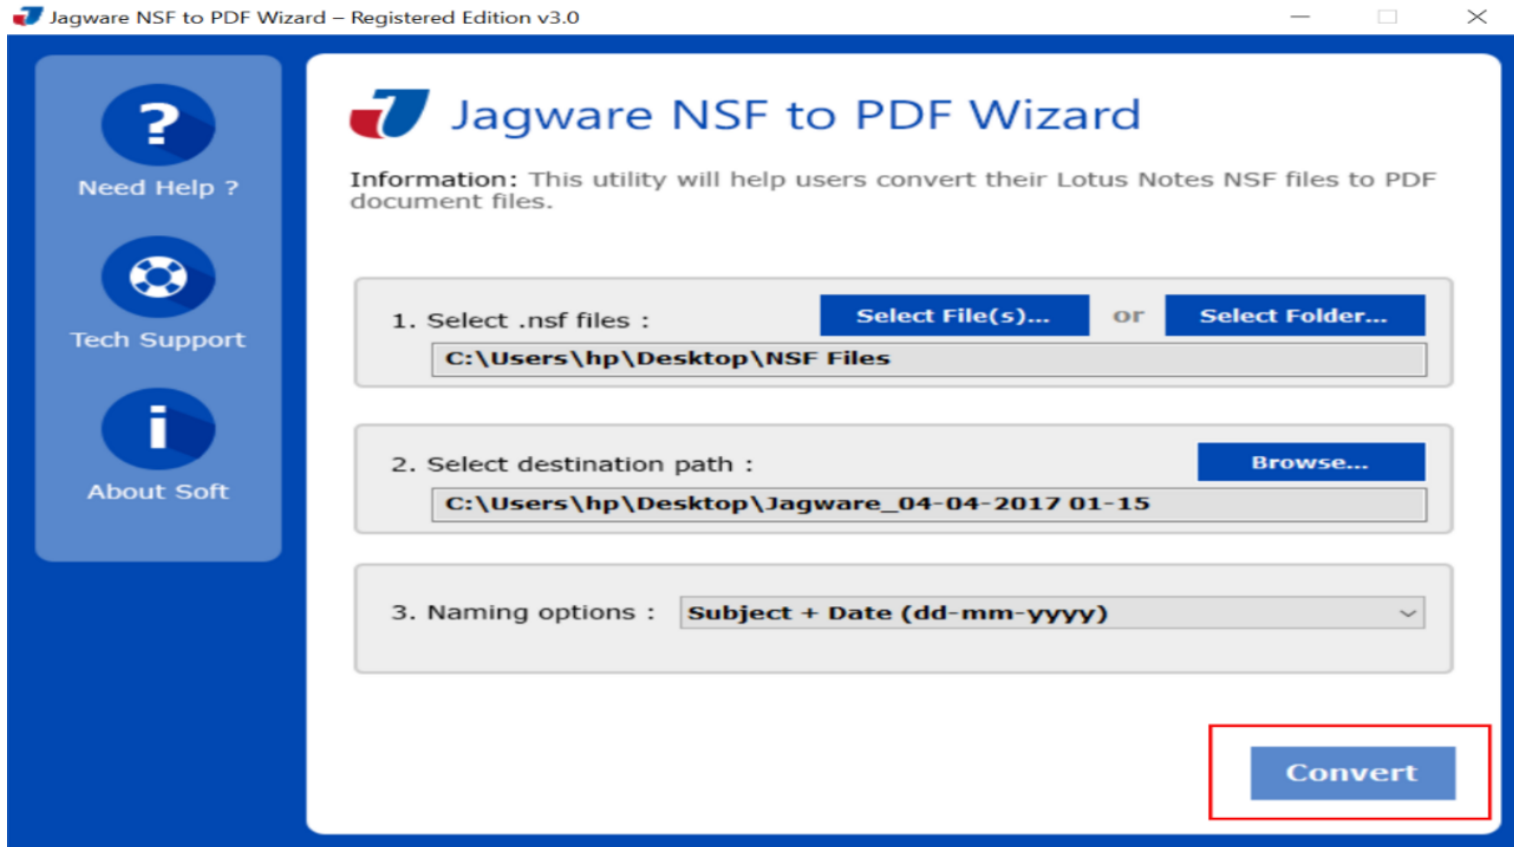 Jagware NSF to PDF Wizard – Registered Edition v3.0
?
Need Help ?
Tech Support
i
About Soft
Jagware NSF to PDF Wizard
Information: This utility will help users convert their Lotus Notes NSF files to PDF
document files.
1. Select .nsf files :
Select File(s)... or Select Folder...
C:\Users\hp\Desktop\NSF Files
2. Select destination path :
Browse...
C:\Users\hp\Desktop\Jagware_04-04-2017 01-15
3. Naming options : Subject + Date (dd-mm-yyyy)
Convert